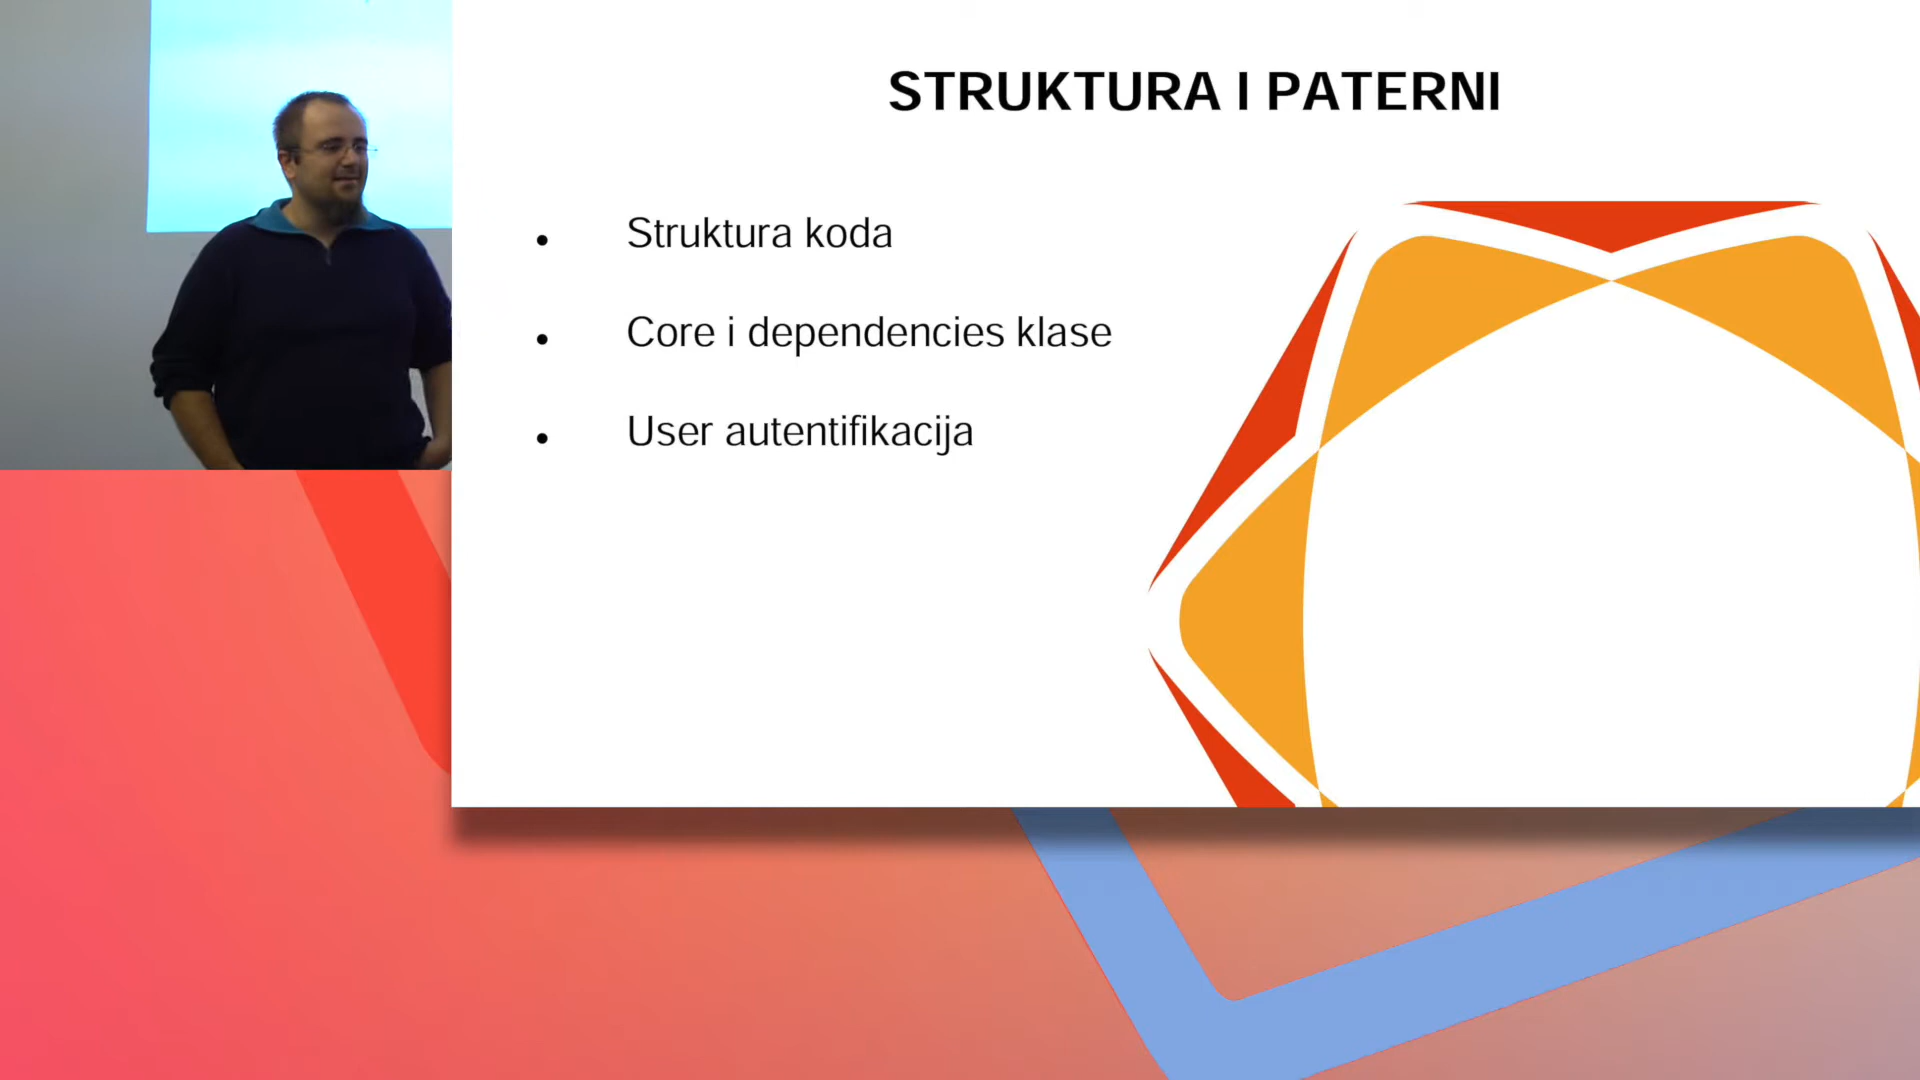 STRUKTURA I PATERNI
Struktura koda
Core i dependencies klase
User autentifikacija